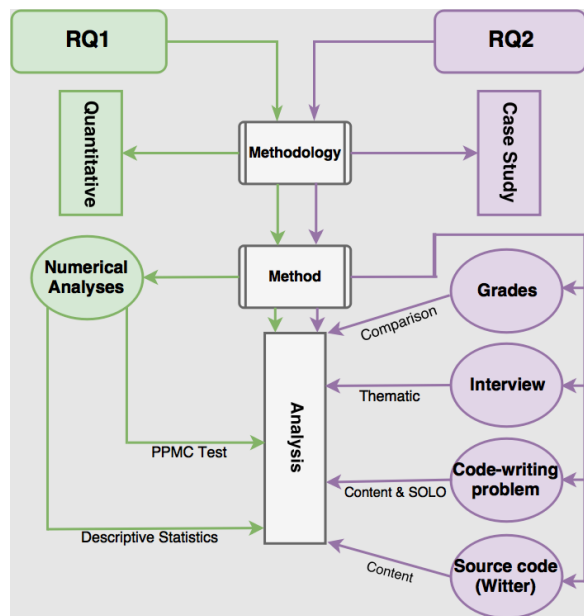 RQ1
RQ2
Quantitative
Methodology
Case Study
Numerical
Analyses
Method
Grades
Comparison
Analysis
Interview
Thematic
PPMC Test
Code-writing
problem
Content & SOLO
Descriptive Statistics
Source code
(Witter)
Content